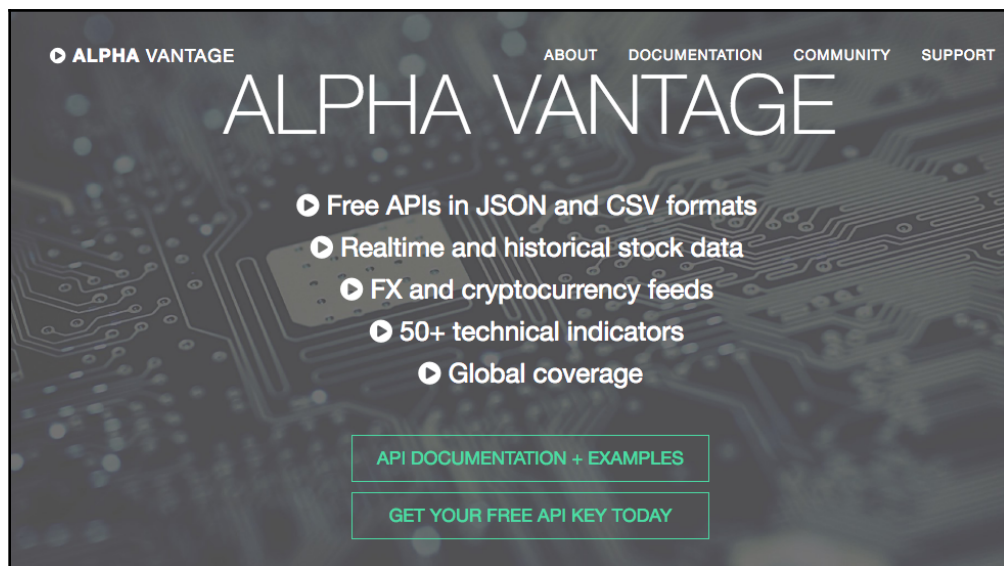 ALPHA VANTAGE
ABOUT DOCUMENTATION COMMUNITY SUPPORT
ALPHA VANTAGE
Free APIs in JSON and CSV formats
Realtime and historical stock data
FX and cryptocurrency feeds
50+ technical indicators
Global coverage
API DOCUMENTATION + EXAMPLES
GET YOUR FREE API KEY TODAY